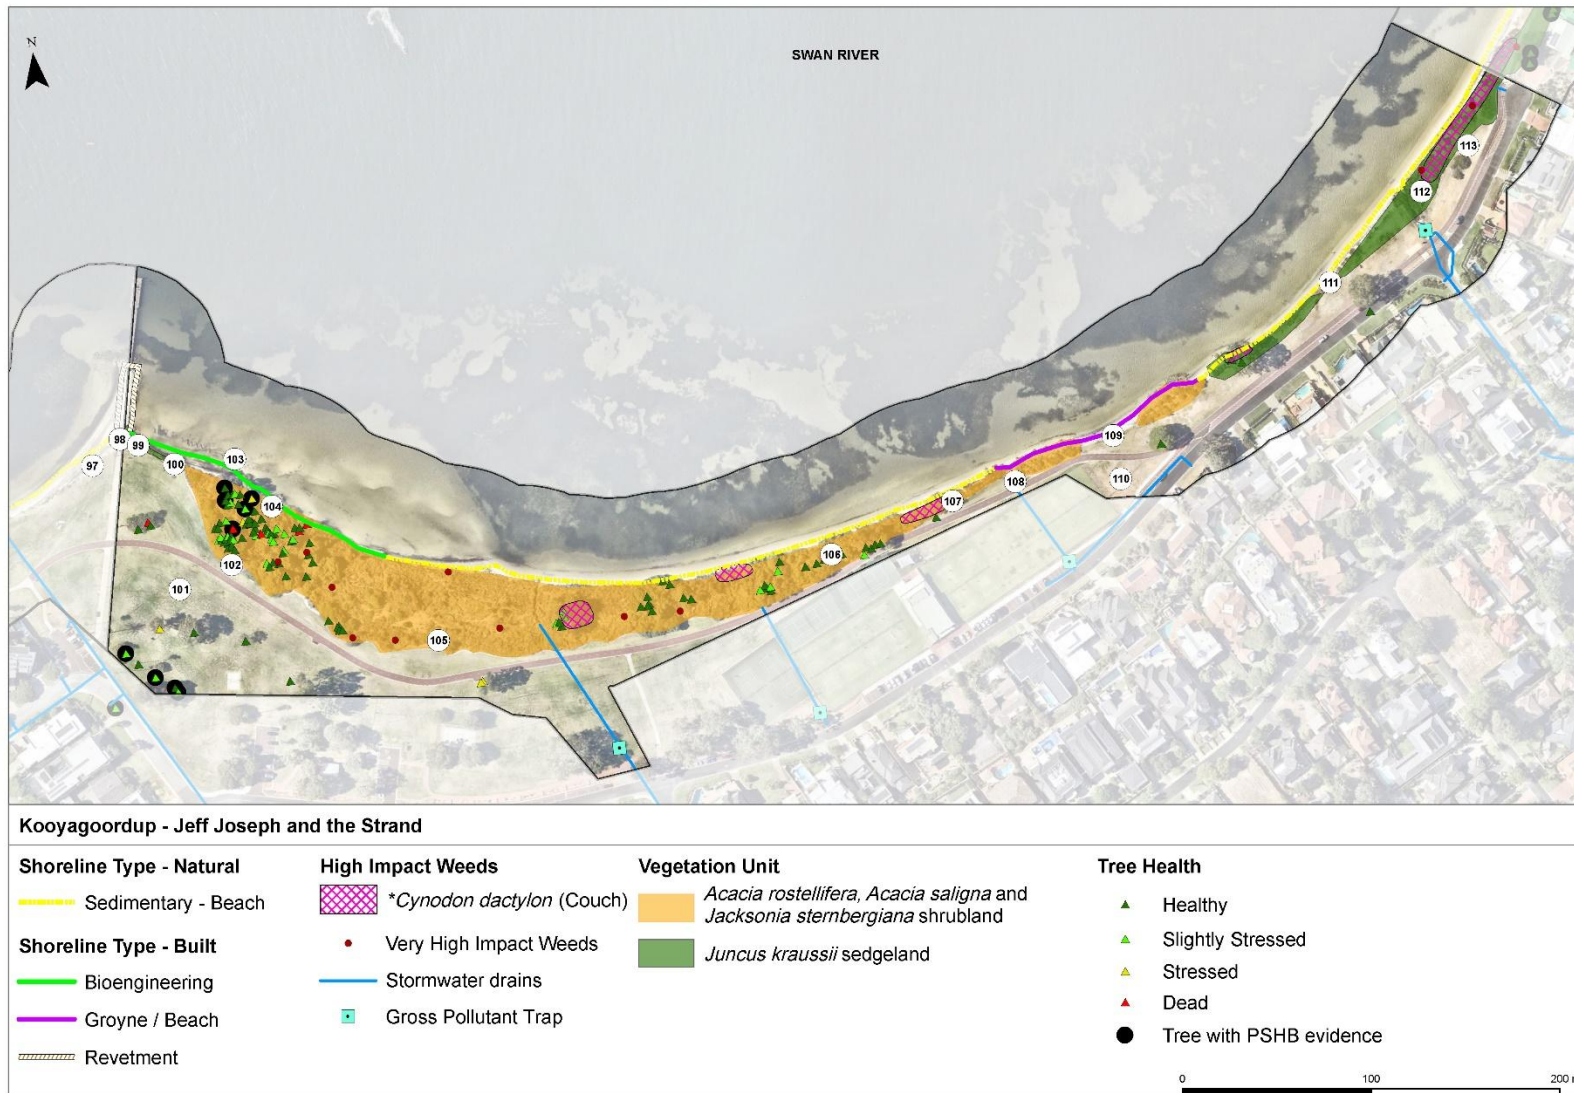 N
SWAN RIVER
113
112
111
109
110
108
107
106
98
99
97
100
103
104
102
101
105
Kooyagoordup - Jeff Joseph and the Strand
Shoreline Type - Natural
Sedimentary - Beach
Shoreline Type - Built
Bioengineering
Groyne / Beach
Revetment
High Impact Weeds
*Cynodon dactylon (Couch)
Very High Impact Weeds
Stormwater drains
Gross Pollutant Trap
Vegetation Unit
Acacia rostellifera, Acacia saligna and
Jacksonia sternbergiana shrubland
Juncus kraussii sedgeland
Tree Health
Healthy
Slightly Stressed
Stressed
Dead
Tree with PSHB evidence
0 100 200